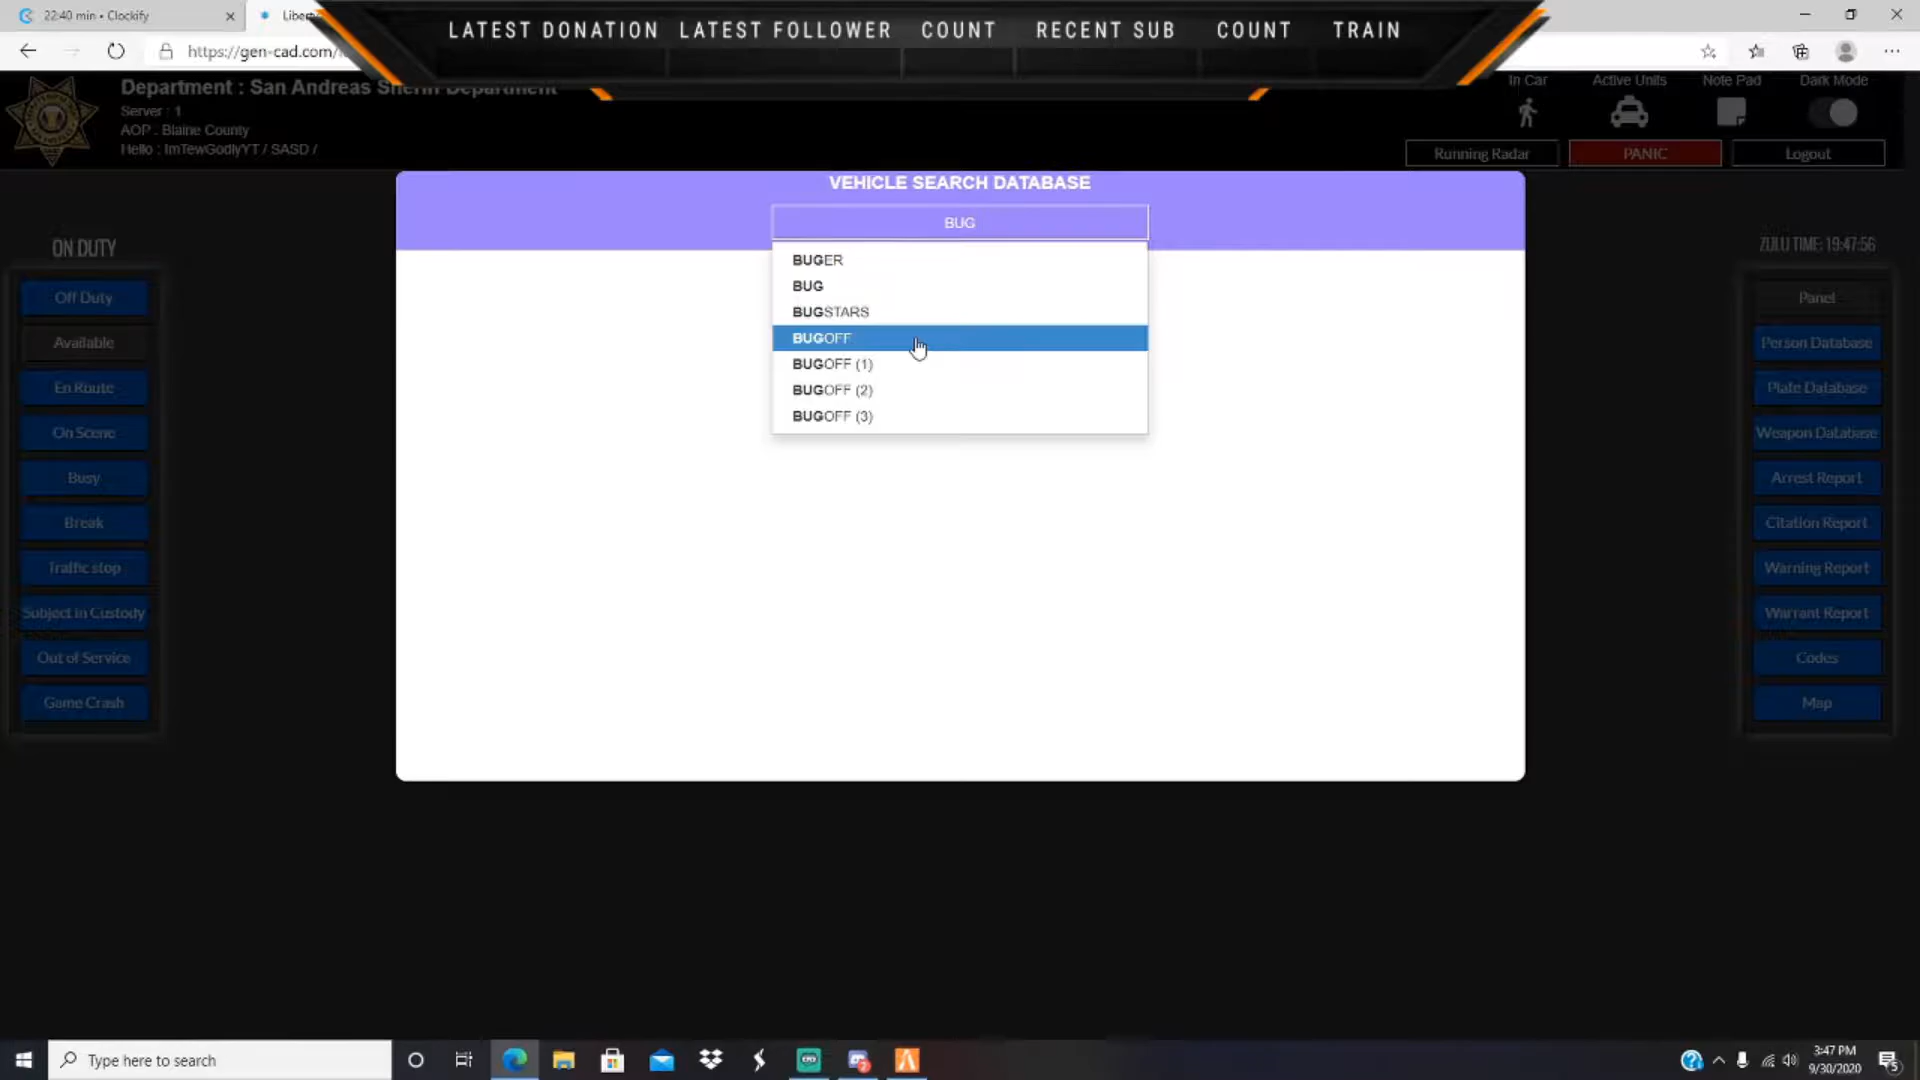 22:40 min • Clockify
https://gen-cad.com/
LATEST DONATION LATEST FOLLOWER COUNT RECENT SUB COUNT TRAIN
Department : San Andreas Sheriff Department
Server : 1
AOP . Blaine County
Hello : ImTewGodlyYT / SASD /
In Car Active Units Note Pad Dark Mode
Running Radar PANIC Logout
VEHICLE SEARCH DATABASE
BUG
BUGER
BUG
BUGSTARS
BUGOFF
BUGOFF (1)
BUGOFF (2)
BUGOFF (3)
ON DUTY
Off Duty
Available
En Route
On Scene
Busy
Break
Traffic stop
Subject in Custody
Out of Service
Game Crash
ZULU TIME: 19:47:56
Panel
Person Database
Plate Database
Weapon Database
Arrest Report
Citation Report
Warning Report
Warrant Report
Codes
Map
Type here to search
3:47 PM
9/30/2020
5